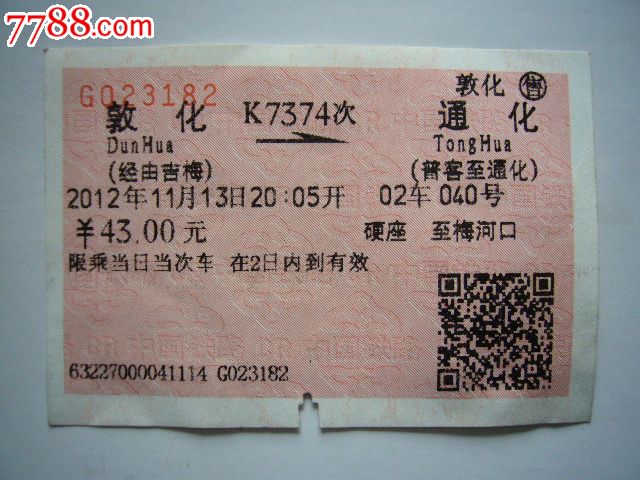 7788.com
敦化 售
G023182
敦化 K7374次 通化
DunHua TongHua
(经由吉梅) (普客至通化)
2012年11月13日20:05开 02车 040号
￥43.00元 硬座 至梅河口
限乘当日当次车 在2日内到有效
63227000041114 G023182